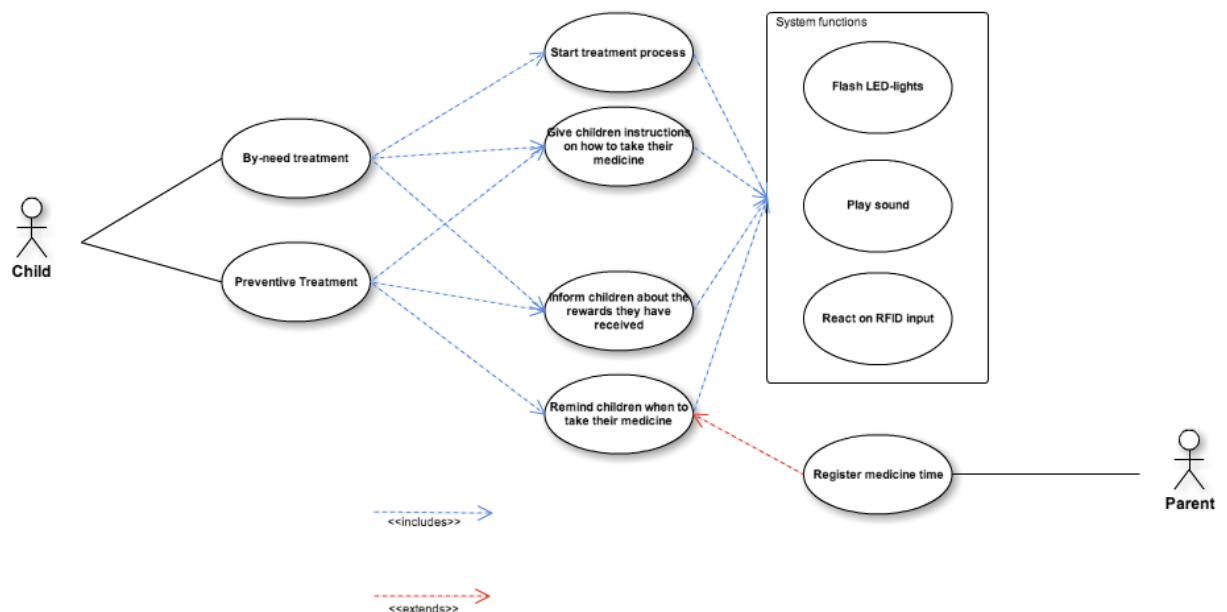 System functions
Start treatment process
Flash LED-lights
Give children instructions
on how to take their
medicine
By-need treatment
Play sound
Child
Preventive Treatment
Inform children about the
rewards they have
received
React on RFID input
Remind children when to
take their medicine
Register medicine time
Parent
<<includes>>
<<extends>>